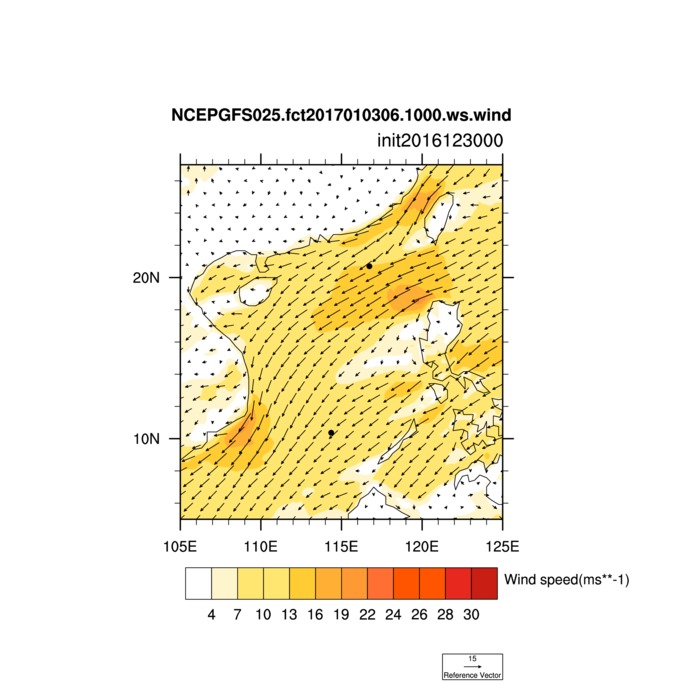 NCEPGFS025.fct2017010306.1000.ws.wind
init2016123000
20N
10N
105E 110E 115E 120E 125E
Wind speed(ms**-1)
4 7 10 13 16 19 22 24 26 28 30
15
Reference Vector